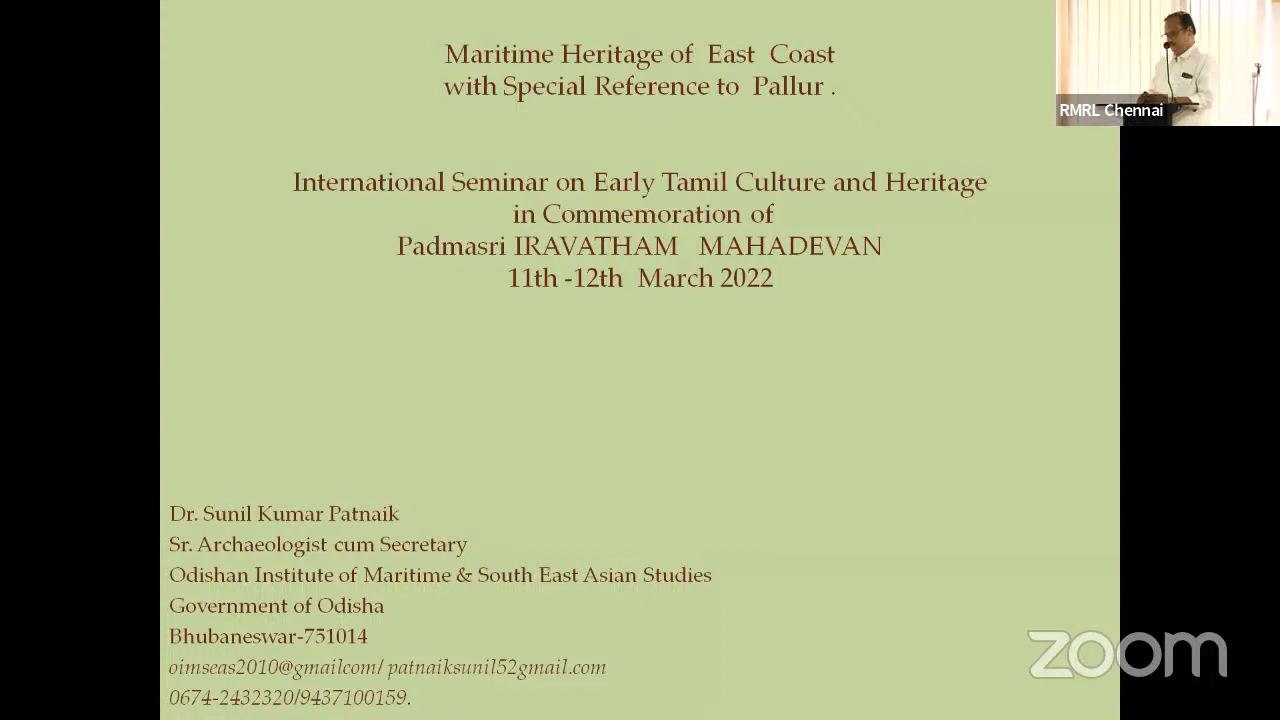 Maritime Heritage of East Coast
with Special Reference to Pallur .
RMRL Chennai
International Seminar on Early Tamil Culture and Heritage
in Commemoration of
Padmasri IRAVATHAM MAHADEVAN
11th -12th March 2022
Dr. Sunil Kumar Patnaik
Sr. Archaeologist cum Secretary
Odishan Institute of Maritime & South East Asian Studies
Government of Odisha
Bhubaneswar-751014
oimseas2010@gmailcom/ patnaiksunil52gmail.com
0674-2432320/9437100159.
zoom